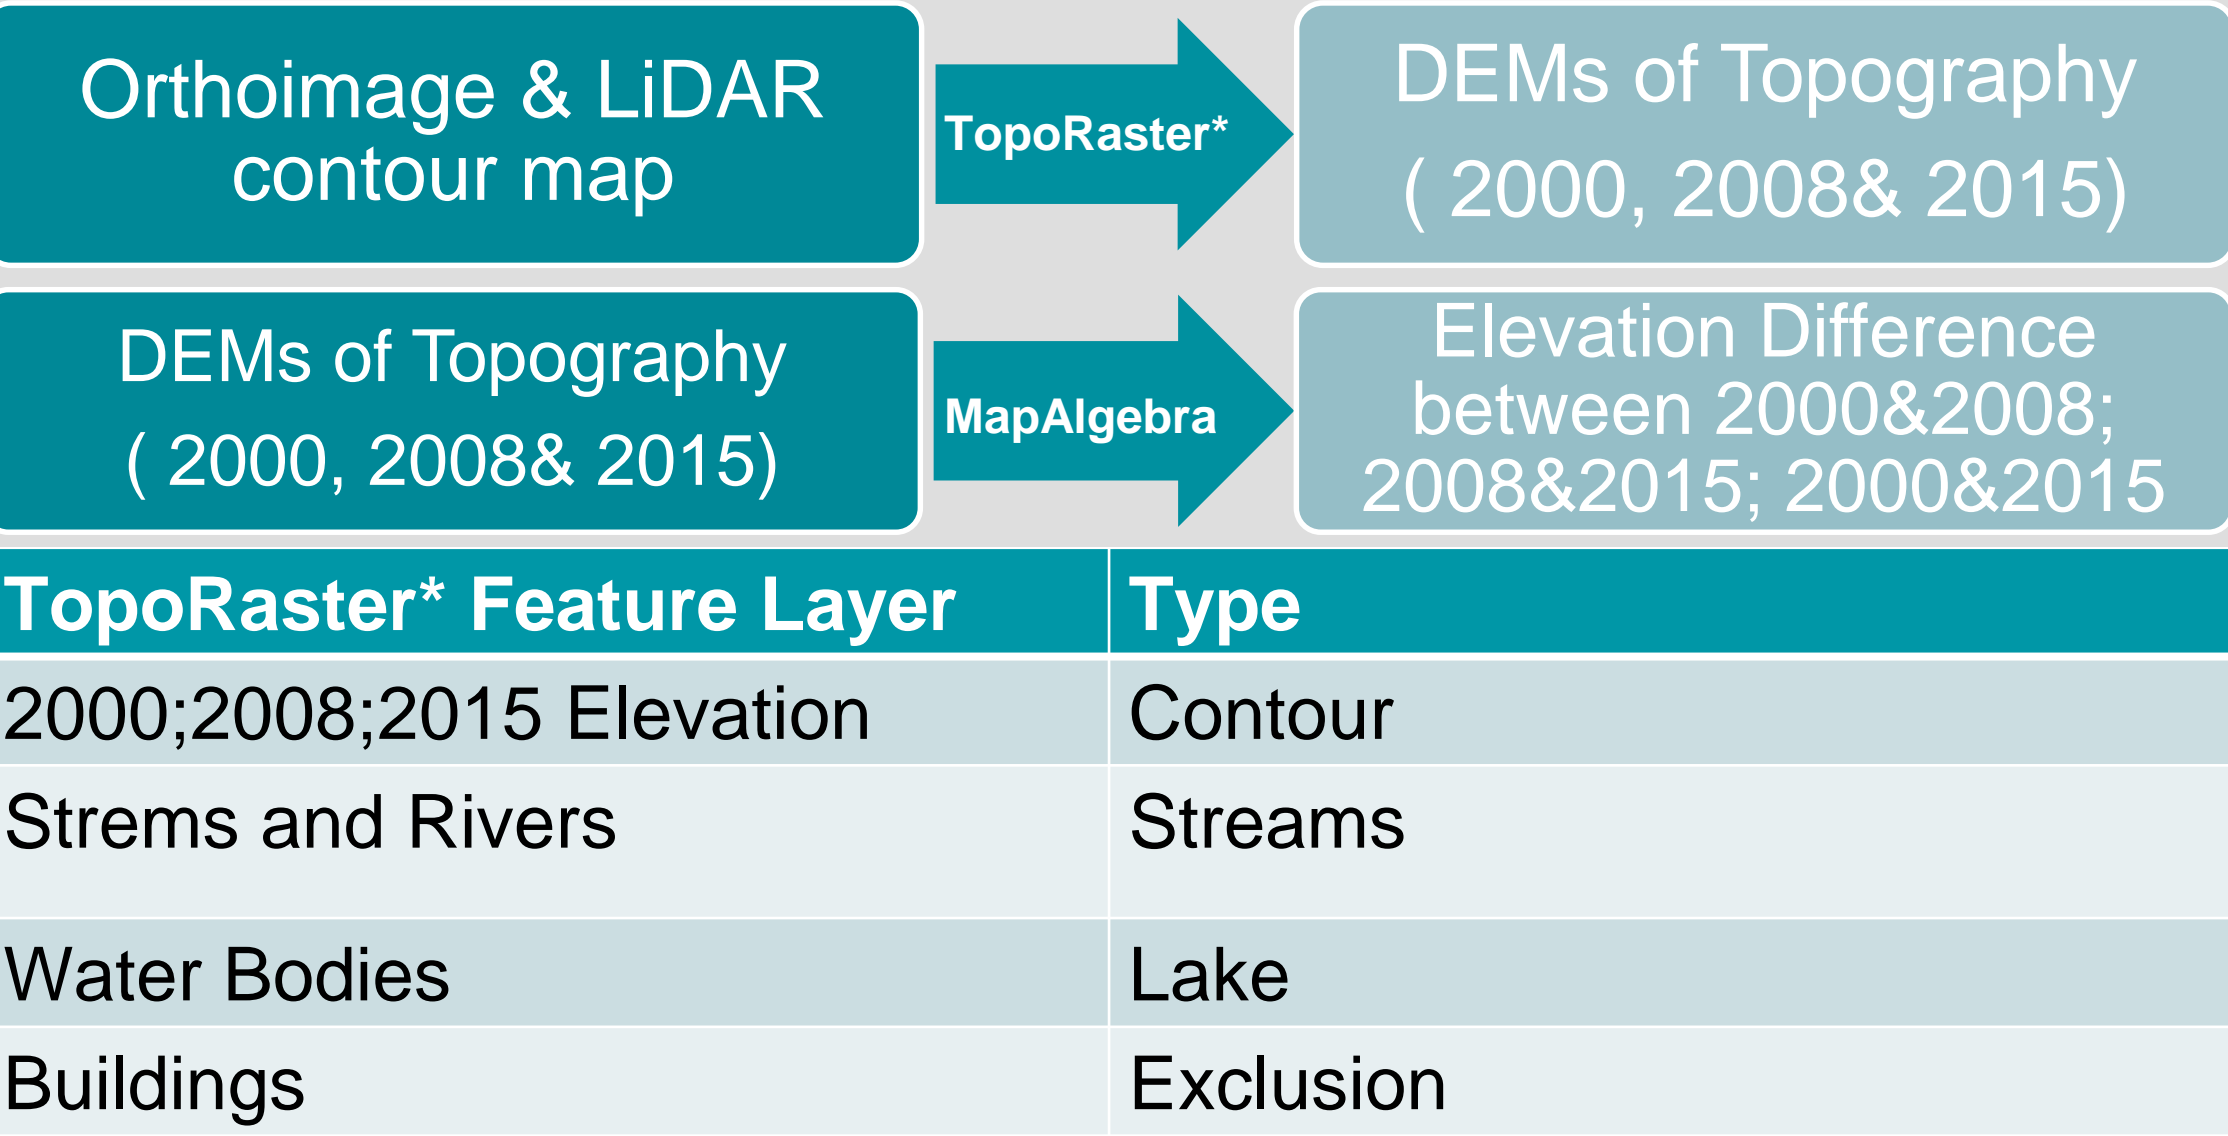 Orthoimage & LiDAR
contour map
TopoRaster*
DEMs of Topography
( 2000, 2008& 2015)
DEMs of Topography
( 2000, 2008& 2015)
MapAlgebra
Elevation Difference
between 2000&2008;
2008&2015; 2000&2015
TopoRaster* Feature Layer
Type
2000;2008;2015 Elevation
Contour
Strems and Rivers
Streams
Water Bodies
Lake
Buildings
Exclusion